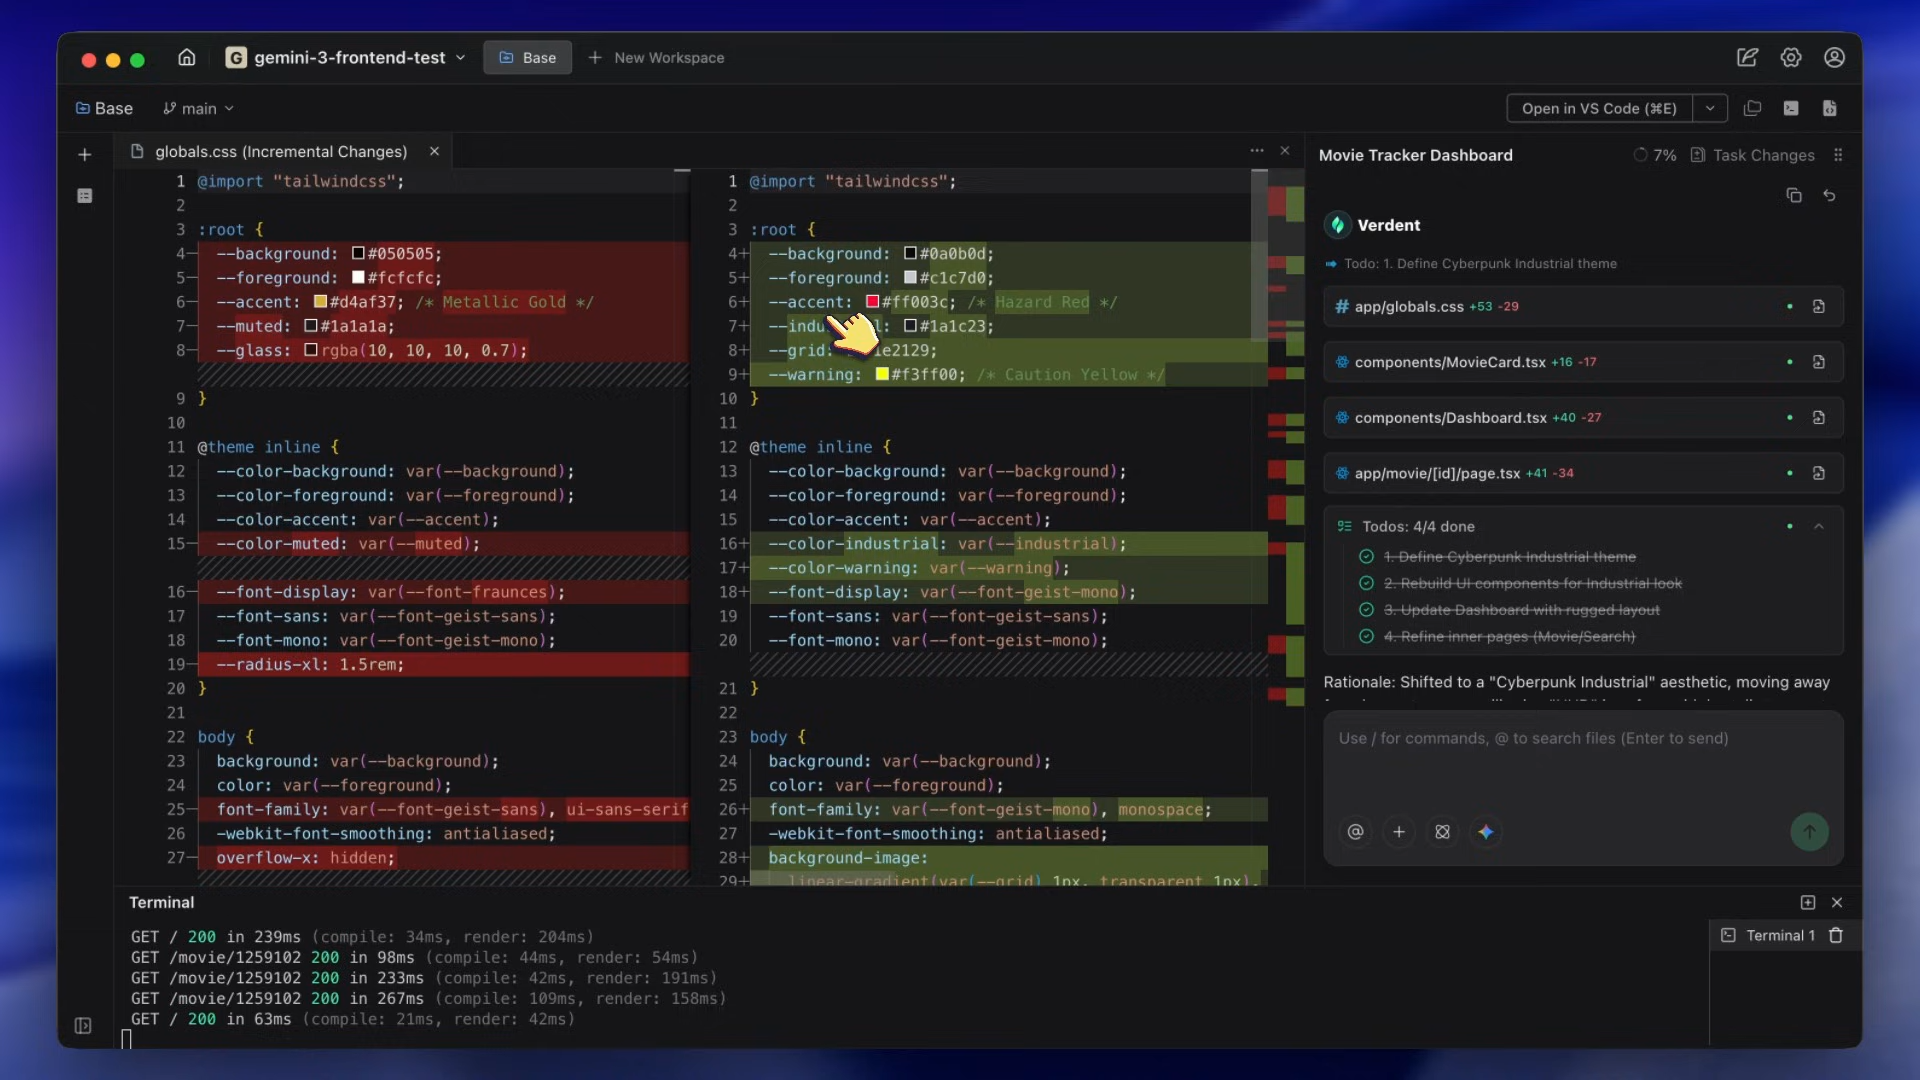 G gemini-3-frontend-test
Base
New Workspace
Base
main
Open in VS Code (⌘E)
globals.css (Incremental Changes)
1 @import "tailwindcss";
2
3 :root {
4− --background: #050505;
5− --foreground: #fcfcfc;
6− --accent: #d4af37; /* Metallic Gold */
7− --muted: #1a1a1a;
8− --glass: rgba(10, 10, 10, 0.7);
9 }
10
11 @theme inline {
12 --color-background: var(--background);
13 --color-foreground: var(--foreground);
14 --color-accent: var(--accent);
15− --color-muted: var(--muted);
16− --font-display: var(--font-fraunces);
17 --font-sans: var(--font-geist-sans);
18 --font-mono: var(--font-geist-mono);
19− --radius-xl: 1.5rem;
20 }
21
22 body {
23 background: var(--background);
24 color: var(--foreground);
25− font-family: var(--font-geist-sans), ui-sans-serif
26 -webkit-font-smoothing: antialiased;
27− overflow-x: hidden;
1 @import "tailwindcss";
2
3 :root {
4+ --background: #0a0b0d;
5+ --foreground: #c1c7d0;
6+ --accent: #ff003c; /* Hazard Red */
7+ --indu l: #1a1c23;
8+ --grid: e2129;
9+ --warning: #f3ff00; /* Caution Yellow */
10 }
11
12 @theme inline {
13 --color-background: var(--background);
14 --color-foreground: var(--foreground);
15 --color-accent: var(--accent);
16+ --color-industrial: var(--industrial);
17+ --color-warning: var(--warning);
18+ --font-display: var(--font-geist-mono);
19 --font-sans: var(--font-geist-sans);
20 --font-mono: var(--font-geist-mono);
21 }
22
23 body {
24 background: var(--background);
25 color: var(--foreground);
26+ font-family: var(--font-geist-mono), monospace;
27 -webkit-font-smoothing: antialiased;
28+ background-image:
29+ linear-gradient(var(--grid) 1px, transparent 1px),
Movie Tracker Dashboard
7%
Task Changes
Verdent
Todo: 1. Define Cyberpunk Industrial theme
# app/globals.css +53 -29
components/MovieCard.tsx +16 -17
components/Dashboard.tsx +40 -27
app/movie/[id]/page.tsx +41 -34
Todos: 4/4 done
1. Define Cyberpunk Industrial theme
2. Rebuild UI components for Industrial look
3. Update Dashboard with rugged layout
4. Refine inner pages (Movie/Search)
Rationale: Shifted to a "Cyberpunk Industrial" aesthetic, moving away
Use / for commands, @ to search files (Enter to send)
Terminal
GET / 200 in 239ms (compile: 34ms, render: 204ms)
GET /movie/1259102 200 in 98ms (compile: 44ms, render: 54ms)
GET /movie/1259102 200 in 233ms (compile: 42ms, render: 191ms)
GET /movie/1259102 200 in 267ms (compile: 109ms, render: 158ms)
GET / 200 in 63ms (compile: 21ms, render: 42ms)
Terminal 1